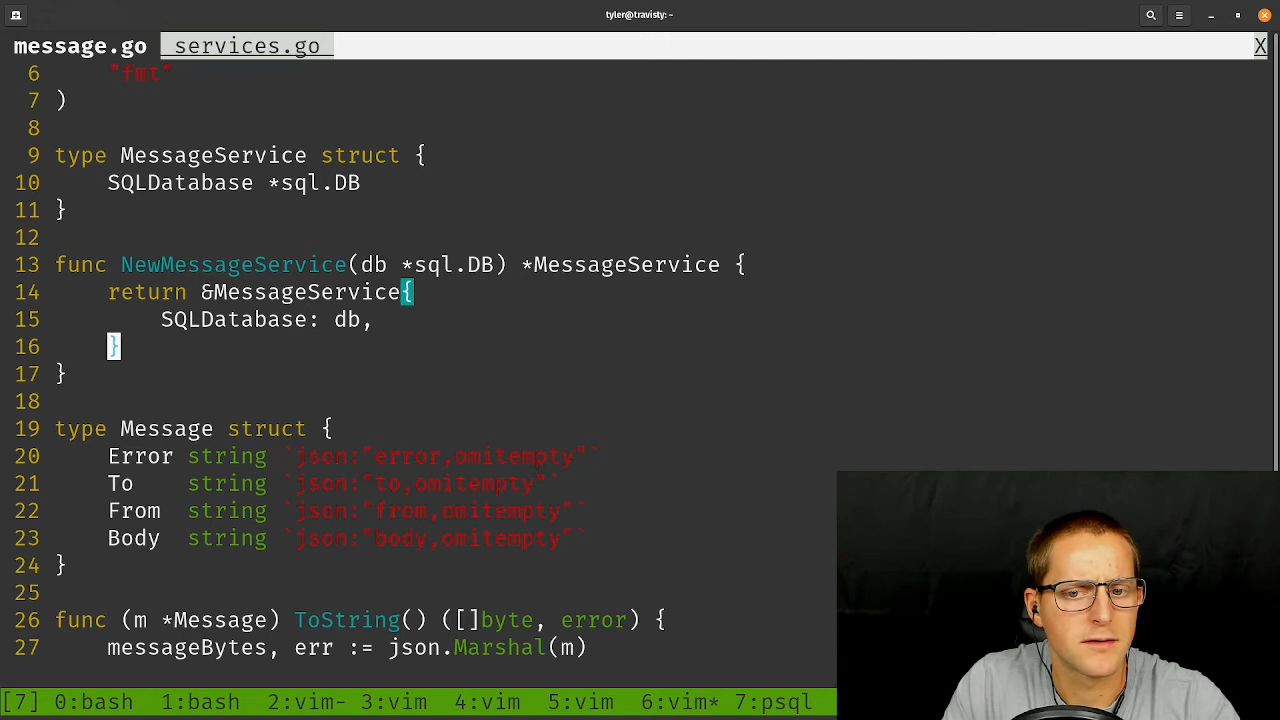 tyler@travisty: ~
message.go services.go X
6 "fmt"
7 )
8
9 type MessageService struct {
10 SQLDatabase *sql.DB
11 }
12
13 func NewMessageService(db *sql.DB) *MessageService {
14 return &MessageService{
15 SQLDatabase: db,
16 }
17 }
18
19 type Message struct {
20 Error string `json:"error,omitempty"`
21 To string `json:"to,omitempty"`
22 From string `json:"from,omitempty"`
23 Body string `json:"body,omitempty"`
24 }
25
26 func (m *Message) ToString() ([]byte, error) {
27 messageBytes, err := json.Marshal(m)
[7] 0:bash 1:bash 2:vim- 3:vim 4:vim 5:vim 6:vim* 7:psql